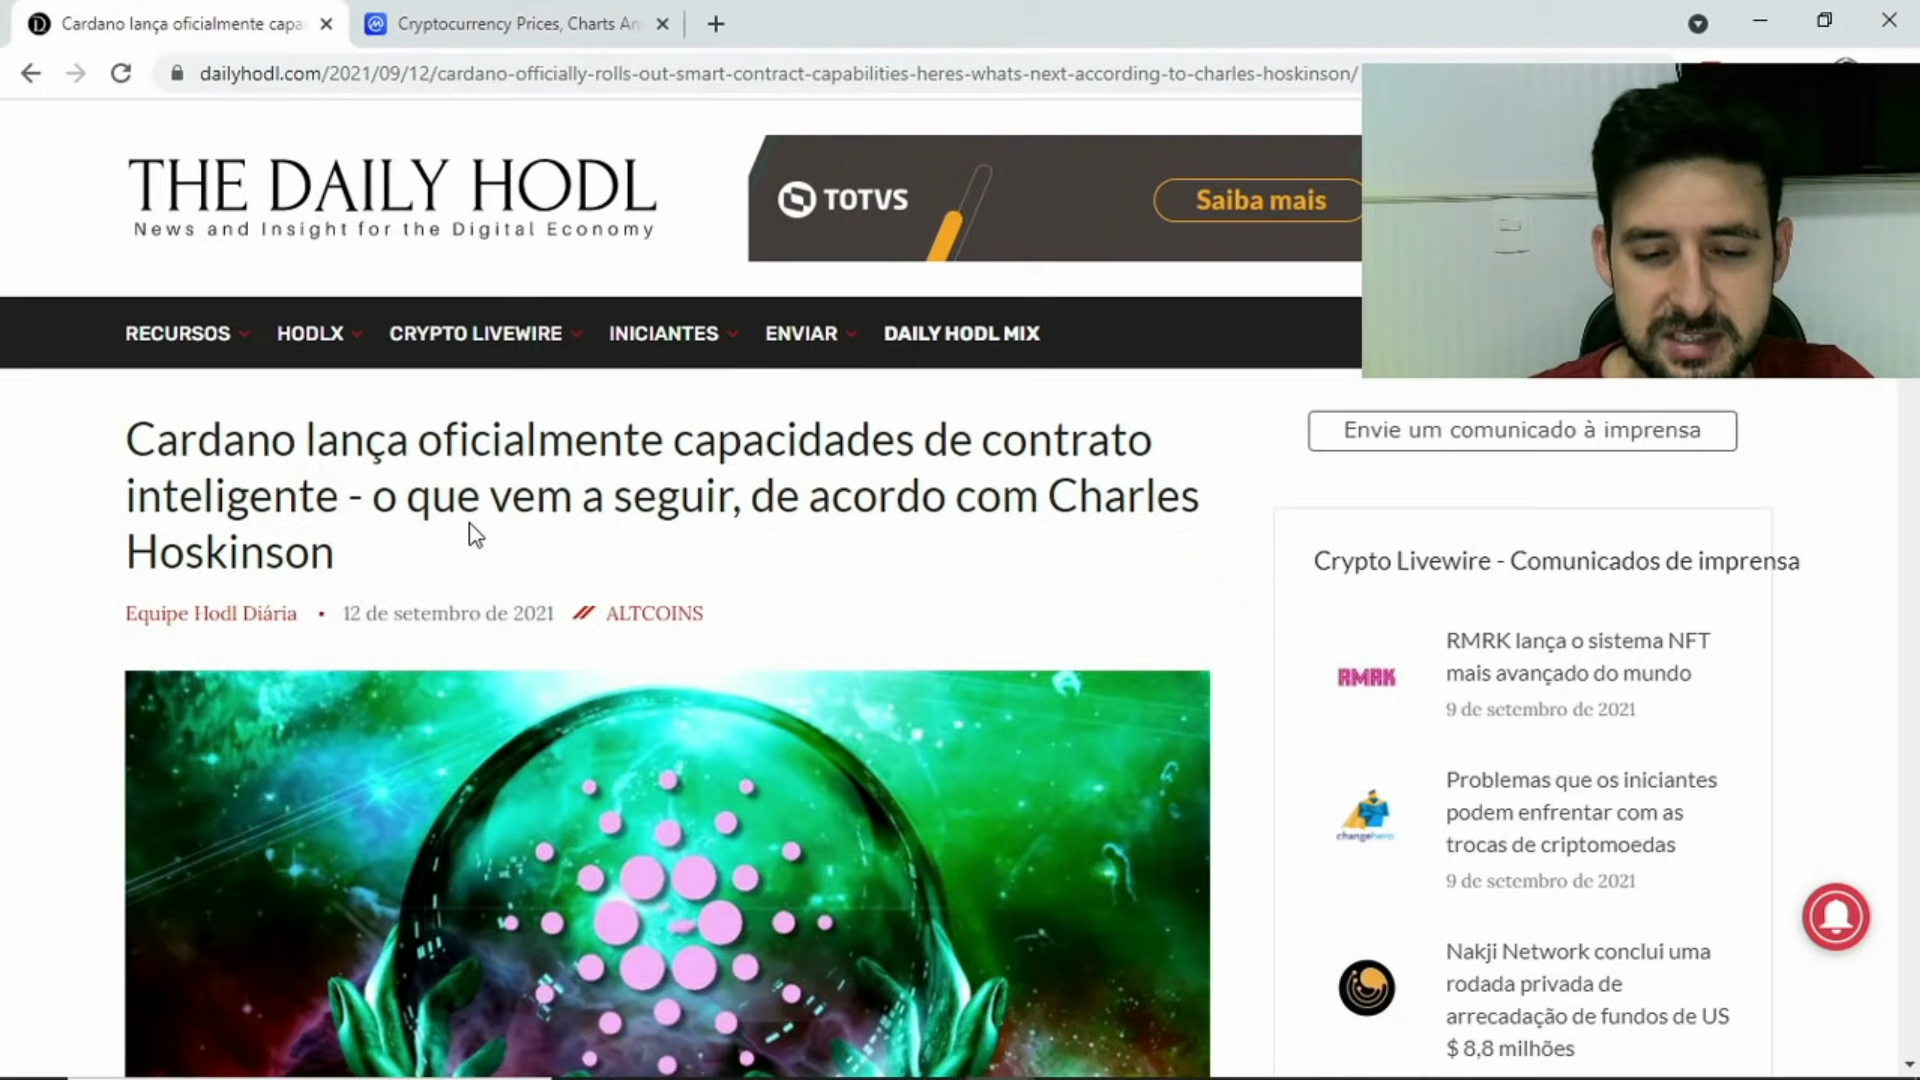 Cardano lança oficialmente capa
Cryptocurrency Prices, Charts An
dailyhodl.com/2021/09/12/cardano-officially-rolls-out-smart-contract-capabilities-heres-whats-next-according-to-charles-hoskinson/
THE DAILY HODL
News and Insight for the Digital Economy
TOTVS
Saiba mais
RECURSOS HODLX CRYPTO LIVEWIRE INICIANTES ENVIAR DAILY HODL MIX
Cardano lança oficialmente capacidades de contrato
inteligente - o que vem a seguir, de acordo com Charles
Hoskinson
Equipe Hodl Diária • 12 de setembro de 2021 // ALTCOINS
Envie um comunicado à imprensa
Crypto Livewire - Comunicados de imprensa
RMRK
RMRK lança o sistema NFT
mais avançado do mundo
9 de setembro de 2021
changehero
Problemas que os iniciantes
podem enfrentar com as
trocas de criptomoedas
9 de setembro de 2021
Nakji Network conclui uma
rodada privada de
arrecadação de fundos de US
$ 8,8 milhões